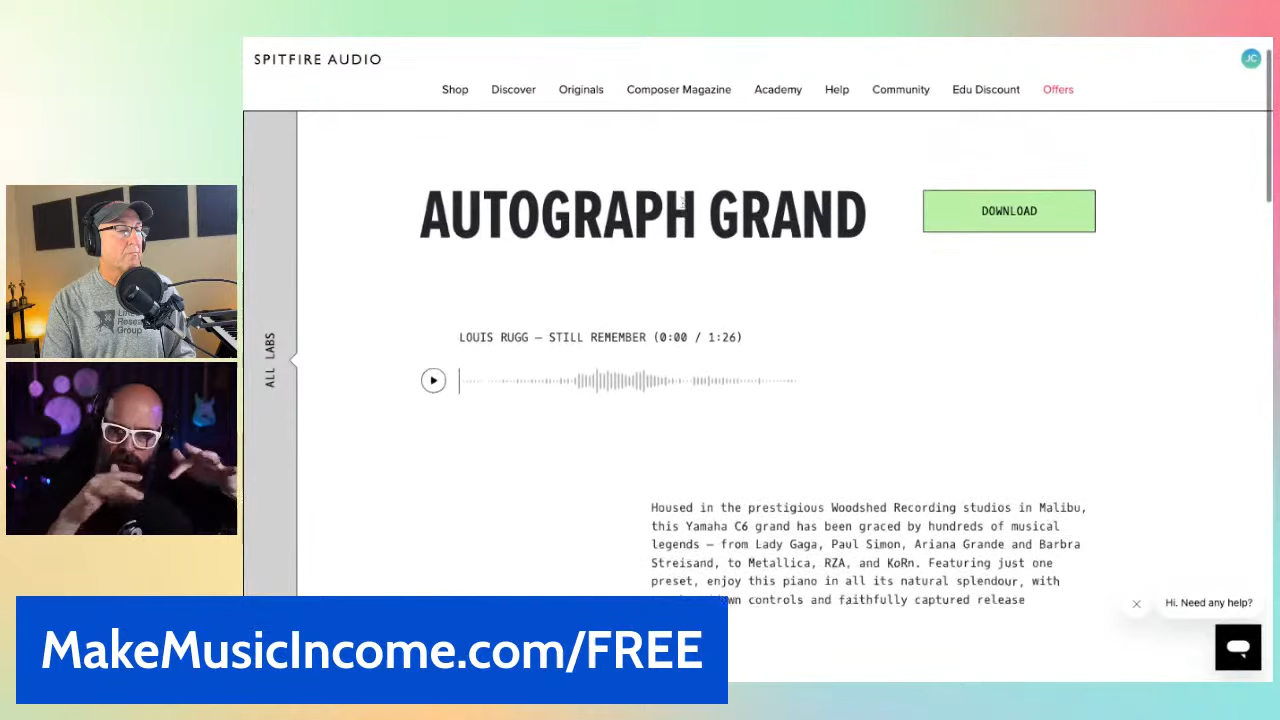 SPITFIRE AUDIO
JC
Shop Discover Originals Composer Magazine Academy Help Community Edu Discount Offers
AUTOGRAPH GRAND
DOWNLOAD
LOUIS RUGG – STILL REMEMBER (0:00 / 1:26)
ALL LABS
Housed in the prestigious Woodshed Recording studios in Malibu,
this Yamaha C6 grand has been graced by hundreds of musical
legends – from Lady Gaga, Paul Simon, Ariana Grande and Barbra
Streisand, to Metallica, RZA, and KoRn. Featuring just one
preset, enjoy this piano in all its natural splendour, with
controls and faithfully captured release
Hi. Need any help?
Research
Group
MakeMusicIncome.com/FREE